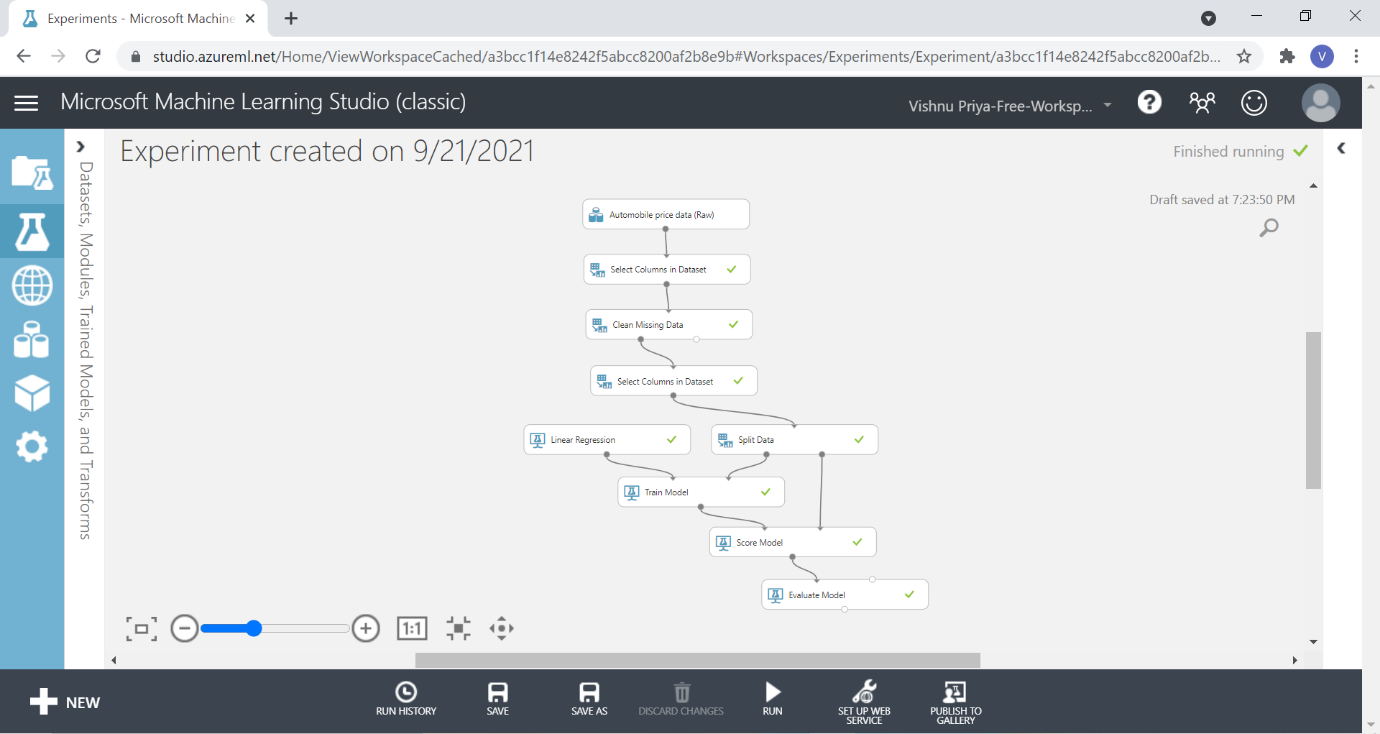 Experiments - Microsoft Machine
studio.azureml.net/Home/ViewWorkspaceCached/a3bcc1f14e8242f5abcc8200af2b8e9b#Workspaces/Experiments/Experiment/a3bcc1f14e8242f5abcc8200af2b...
V
Microsoft Machine Learning Studio (classic)
Vishnu Priya-Free-Worksp...
?
Experiment created on 9/21/2021
Finished running
Draft saved at 7:23:50 PM
Datasets, Modules, Trained Models, and Transforms
Automobile price data (Raw)
Select Columns in Dataset
Clean Missing Data
Select Columns in Dataset
Linear Regression
Split Data
Train Model
Score Model
Evaluate Model
1:1
NEW
RUN HISTORY
SAVE
SAVE AS
DISCARD CHANGES
RUN
SET UP WEB
SERVICE
PUBLISH TO
GALLERY